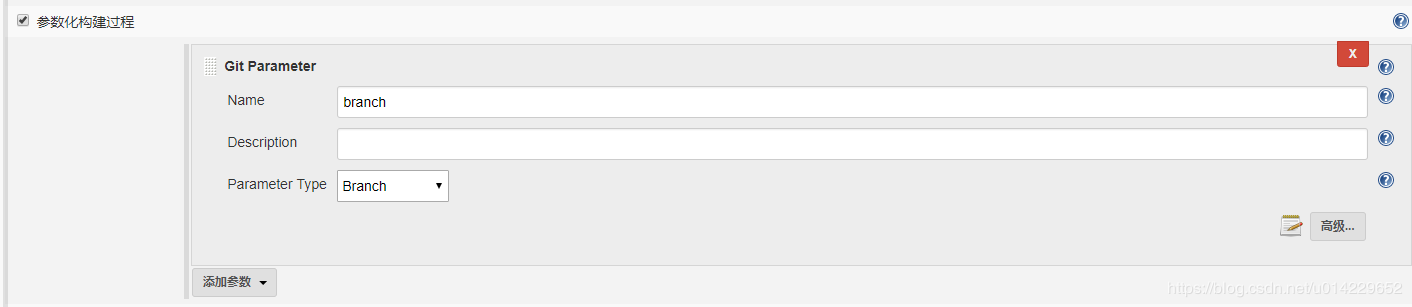 参数化构建过程
X
Git Parameter
Name
branch
Description
Parameter Type
Branch
高级...
添加参数
https://blog.csdn.net/u014229652